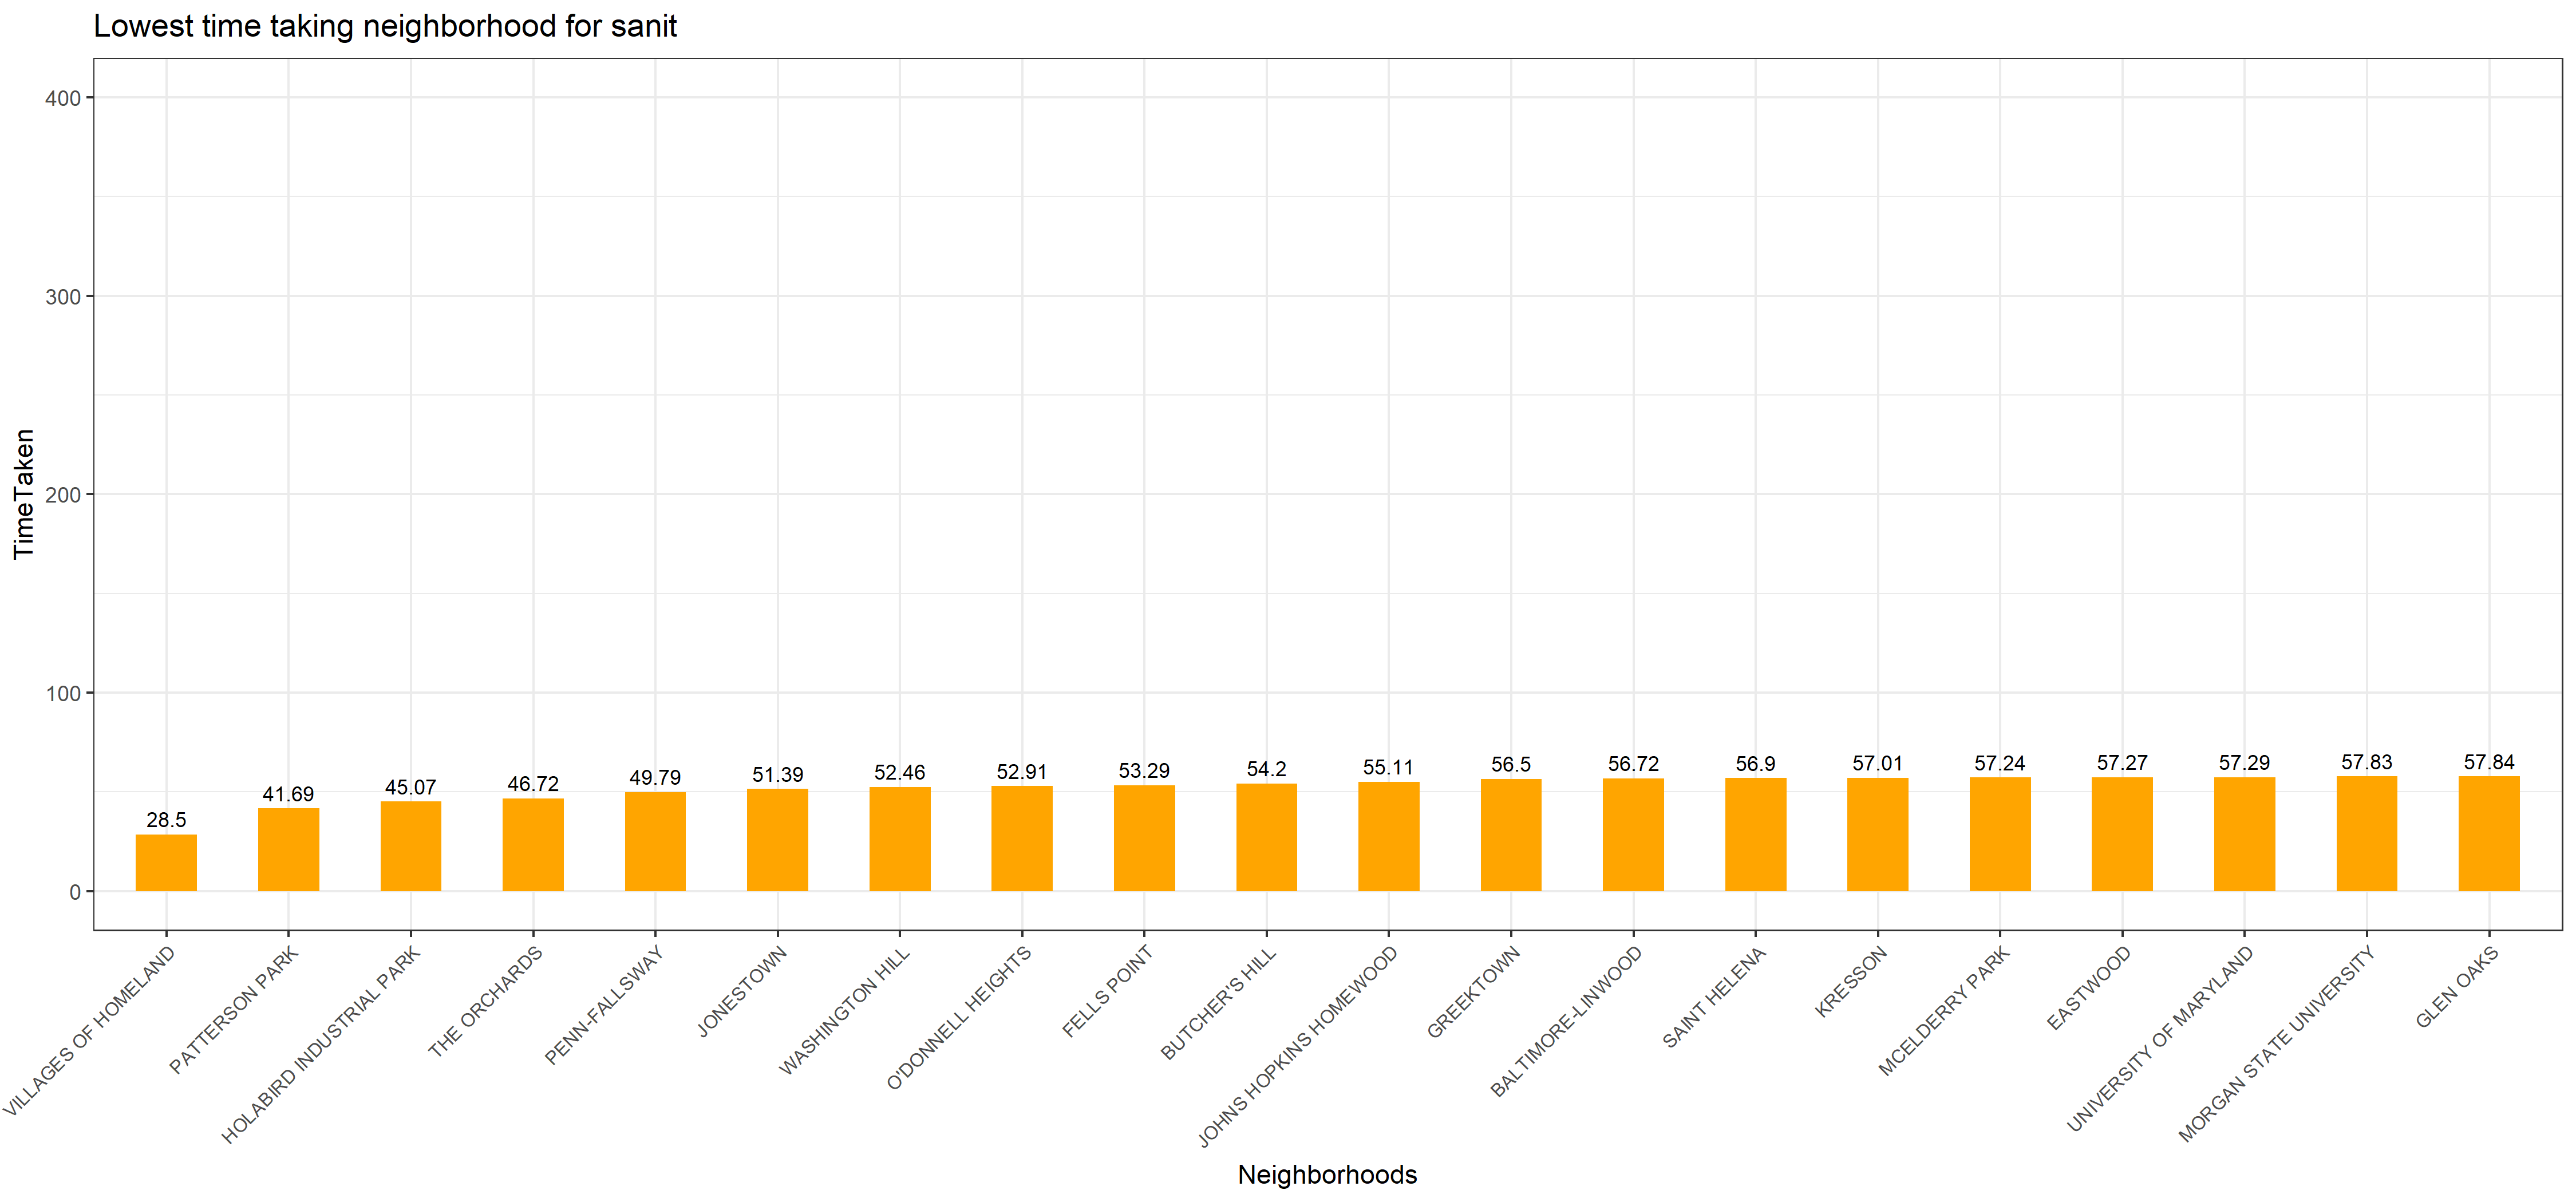 Lowest time taking neighborhood for sanit
400
300
200
100
0
TimeTaken
28.5
41.69
45.07
46.72
49.79
51.39
52.46
52.91
53.29
54.2
55.11
56.5
56.72
56.9
57.01
57.24
57.27
57.29
57.83
57.84
VILLAGES OF HOMELAND
PATTERSON PARK
HOLABIRD INDUSTRIAL PARK
THE ORCHARDS
PENN-FALLSWAY
JONESTOWN
WASHINGTON HILL
O'DONNELL HEIGHTS
FELLS POINT
BUTCHER'S HILL
JOHNS HOPKINS HOMEWOOD
GREEKTOWN
BALTIMORE-LINWOOD
SAINT HELENA
KRESSON
MCELDERRY PARK
EASTWOOD
UNIVERSITY OF MARYLAND
MORGAN STATE UNIVERSITY
GLEN OAKS
Neighborhoods